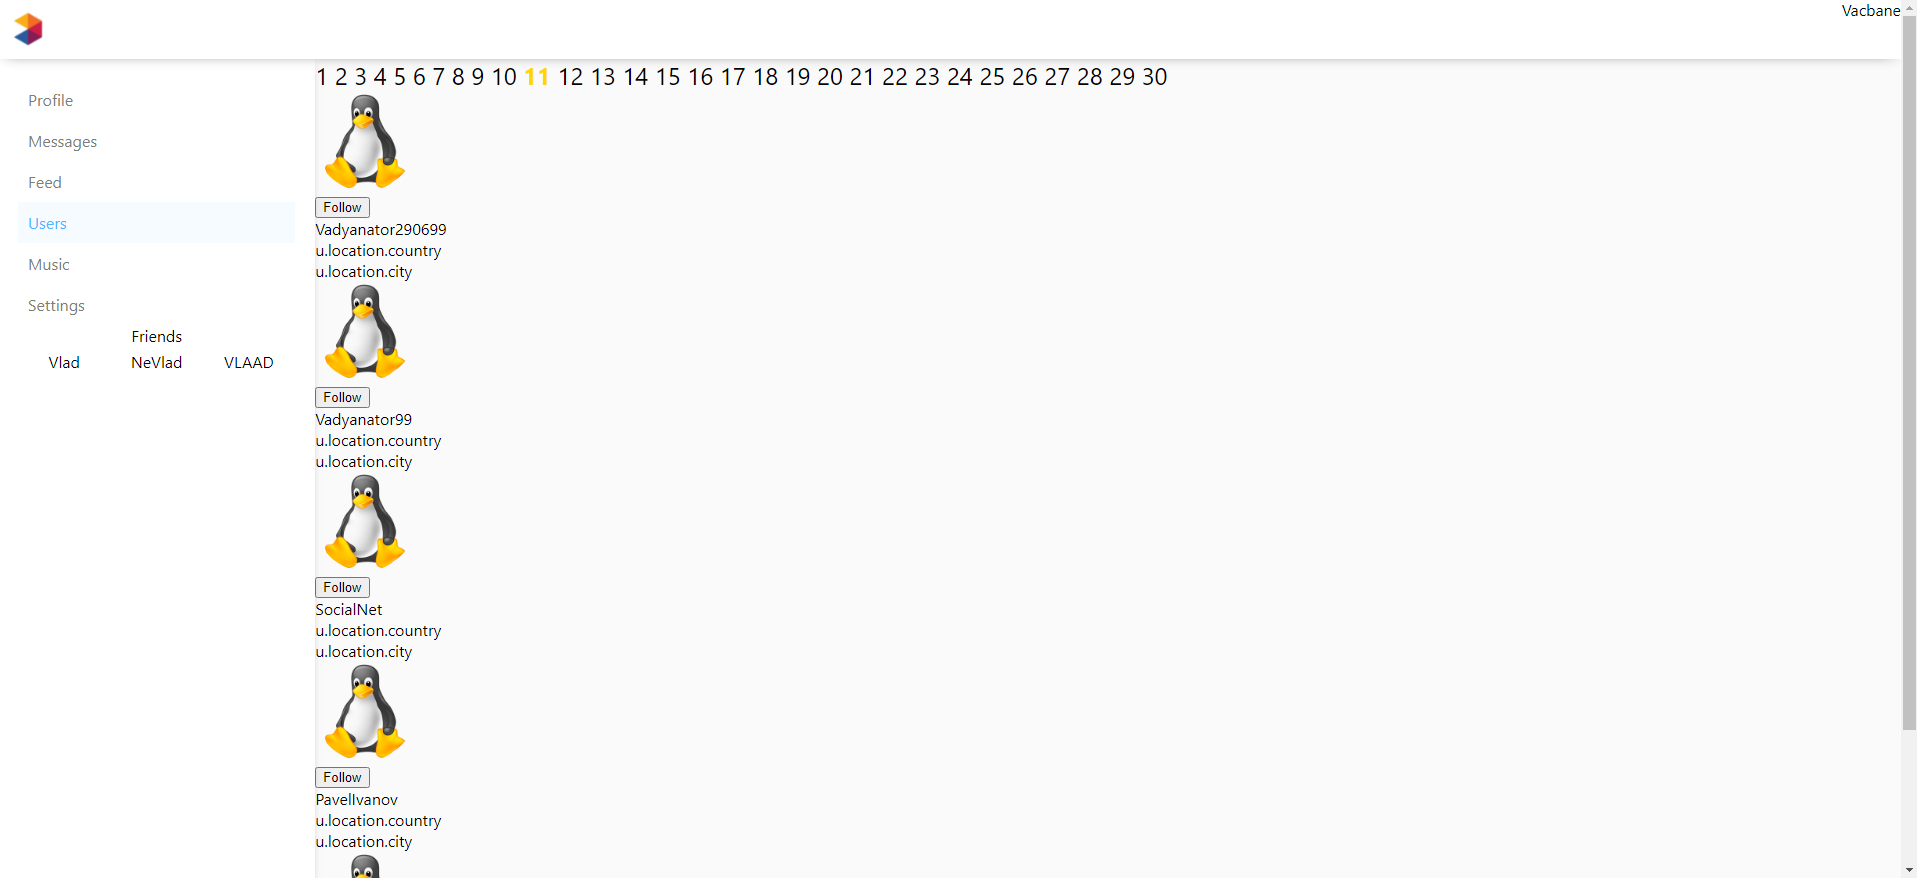 Vacbane
Profile
Messages
Feed
Users
Music
Settings
Friends
Vlad NeVlad VLAAD
1 2 3 4 5 6 7 8 9 10 11 12 13 14 15 16 17 18 19 20 21 22 23 24 25 26 27 28 29 30
Follow
Vadyanator290699
u.location.country
u.location.city
Follow
Vadyanator99
u.location.country
u.location.city
Follow
SocialNet
u.location.country
u.location.city
Follow
PavelIvanov
u.location.country
u.location.city